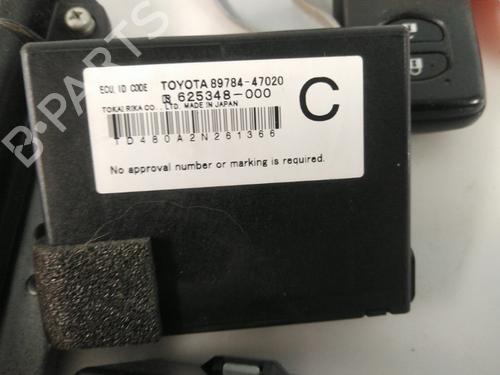 ECU, ID CODE TOYOTA 89784-47020
625348-000
TOKAI RIKA CO., LTD. MADE IN JAPAN
C
1D480A2N261366
No approval number or marking is required.
B-PARTS